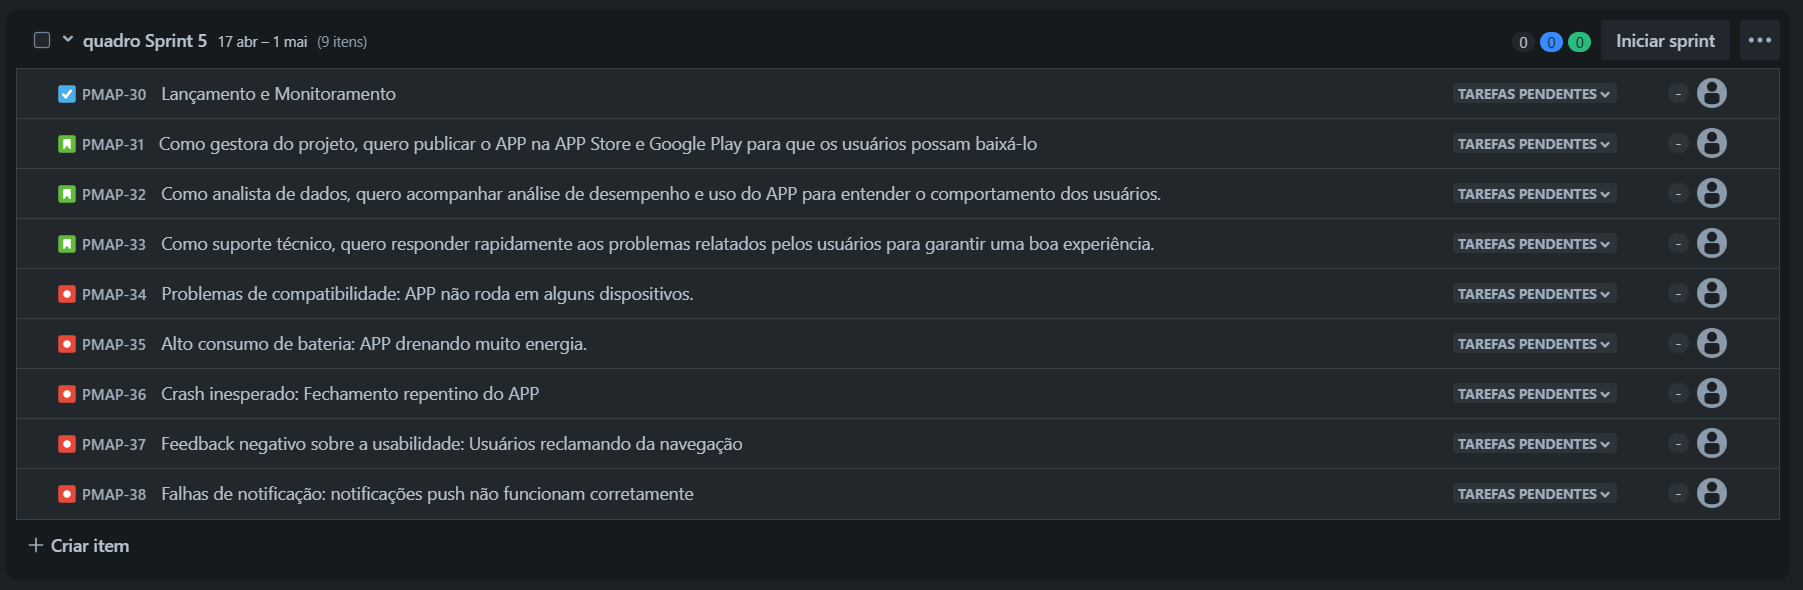 quadro Sprint 5 17 abr – 1 mai (9 itens) 0 0 0 Iniciar sprint
PMAP-30 Lançamento e Monitoramento TAREFAS PENDENTES -
PMAP-31 Como gestora do projeto, quero publicar o APP na APP Store e Google Play para que os usuários possam baixá-lo TAREFAS PENDENTES -
PMAP-32 Como analista de dados, quero acompanhar análise de desempenho e uso do APP para entender o comportamento dos usuários. TAREFAS PENDENTES -
PMAP-33 Como suporte técnico, quero responder rapidamente aos problemas relatados pelos usuários para garantir uma boa experiência. TAREFAS PENDENTES -
PMAP-34 Problemas de compatibilidade: APP não roda em alguns dispositivos. TAREFAS PENDENTES -
PMAP-35 Alto consumo de bateria: APP drenando muito energia. TAREFAS PENDENTES -
PMAP-36 Crash inesperado: Fechamento repentino do APP TAREFAS PENDENTES -
PMAP-37 Feedback negativo sobre a usabilidade: Usuários reclamando da navegação TAREFAS PENDENTES -
PMAP-38 Falhas de notificação: notificações push não funcionam corretamente TAREFAS PENDENTES -
+ Criar item